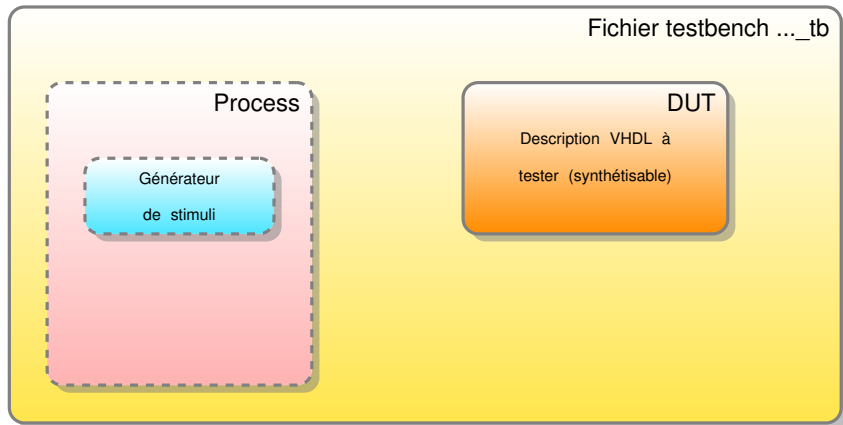 Fichier testbench ..._tb
Process
Générateur
de stimuli
DUT
Description VHDL à
tester (synthétisable)